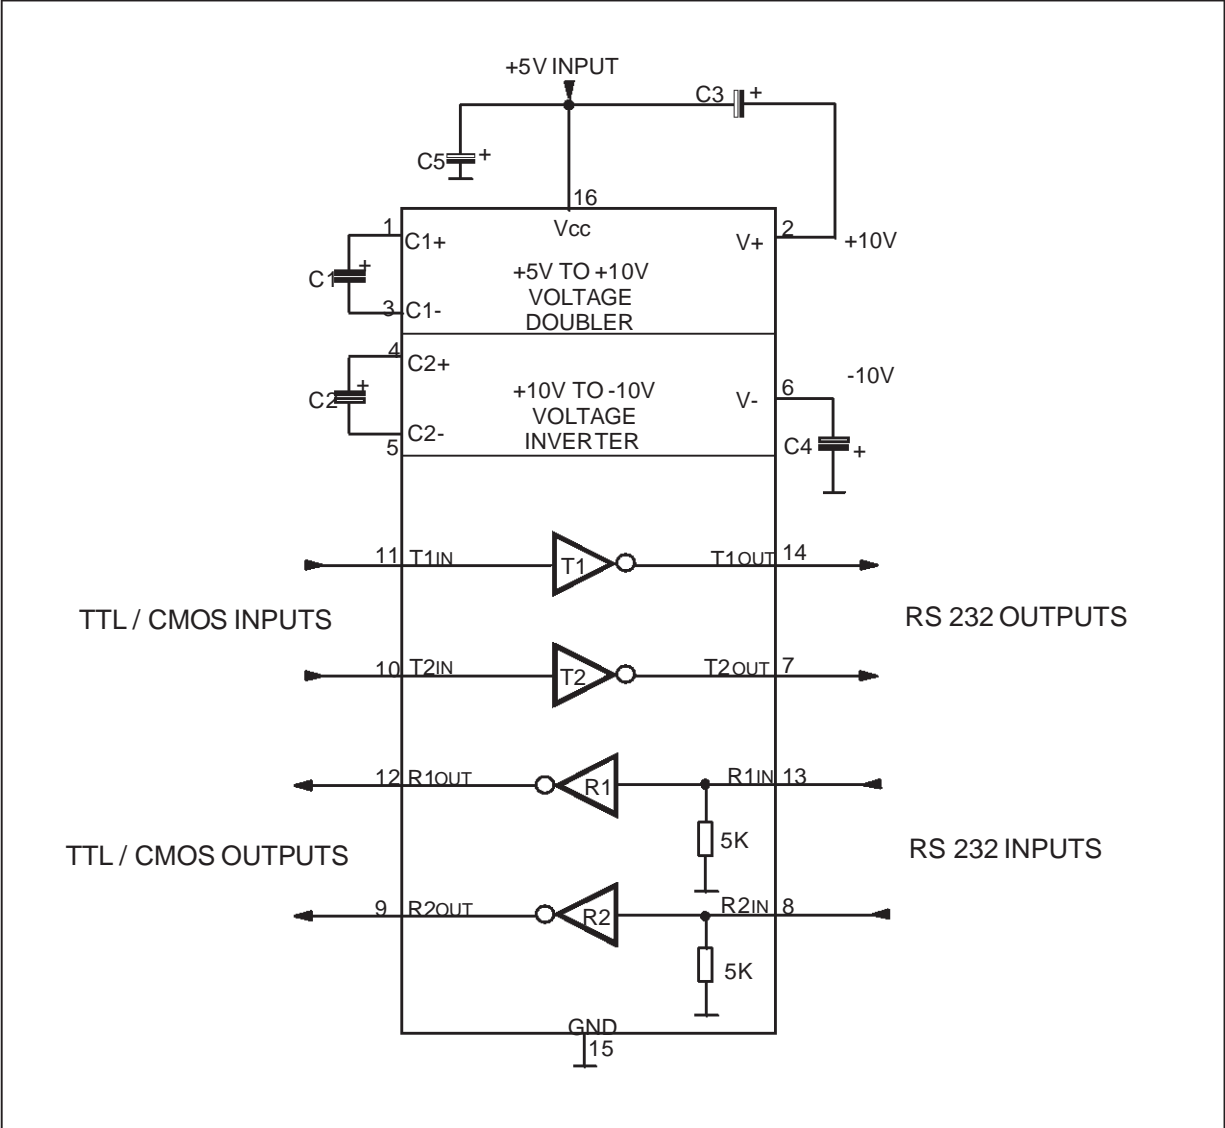 +5V INPUT
C3 +
C5 +
16
Vcc
1 C1+
V+ 2 +10V
C1 +
+5V TO +10V
VOLTAGE
DOUBLER
3 C1-
4 C2+
-10V
C2 +
+10V TO -10V
VOLTAGE
INVERTER
V- 6
C2-
5
C4 +
11 T1IN T1 T1OUT 14
TTL / CMOS INPUTS
RS 232 OUTPUTS
10 T2IN T2 T2OUT 7
12 R1OUT R1 R1IN 13
5K
TTL / CMOS OUTPUTS
RS 232 INPUTS
9 R2OUT R2 R2IN 8
5K
GND
15